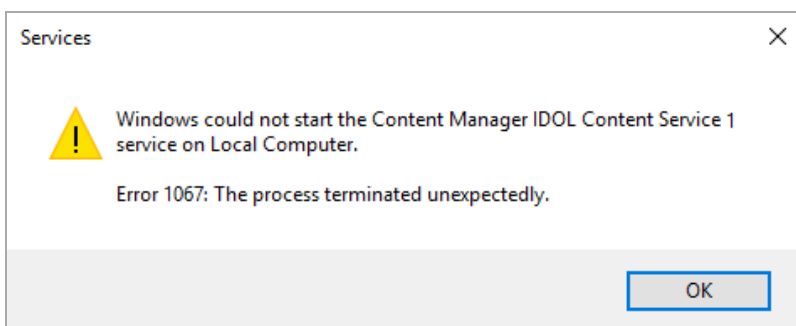 Services
Windows could not start the Content Manager IDOL Content Service 1
service on Local Computer.
Error 1067: The process terminated unexpectedly.
OK